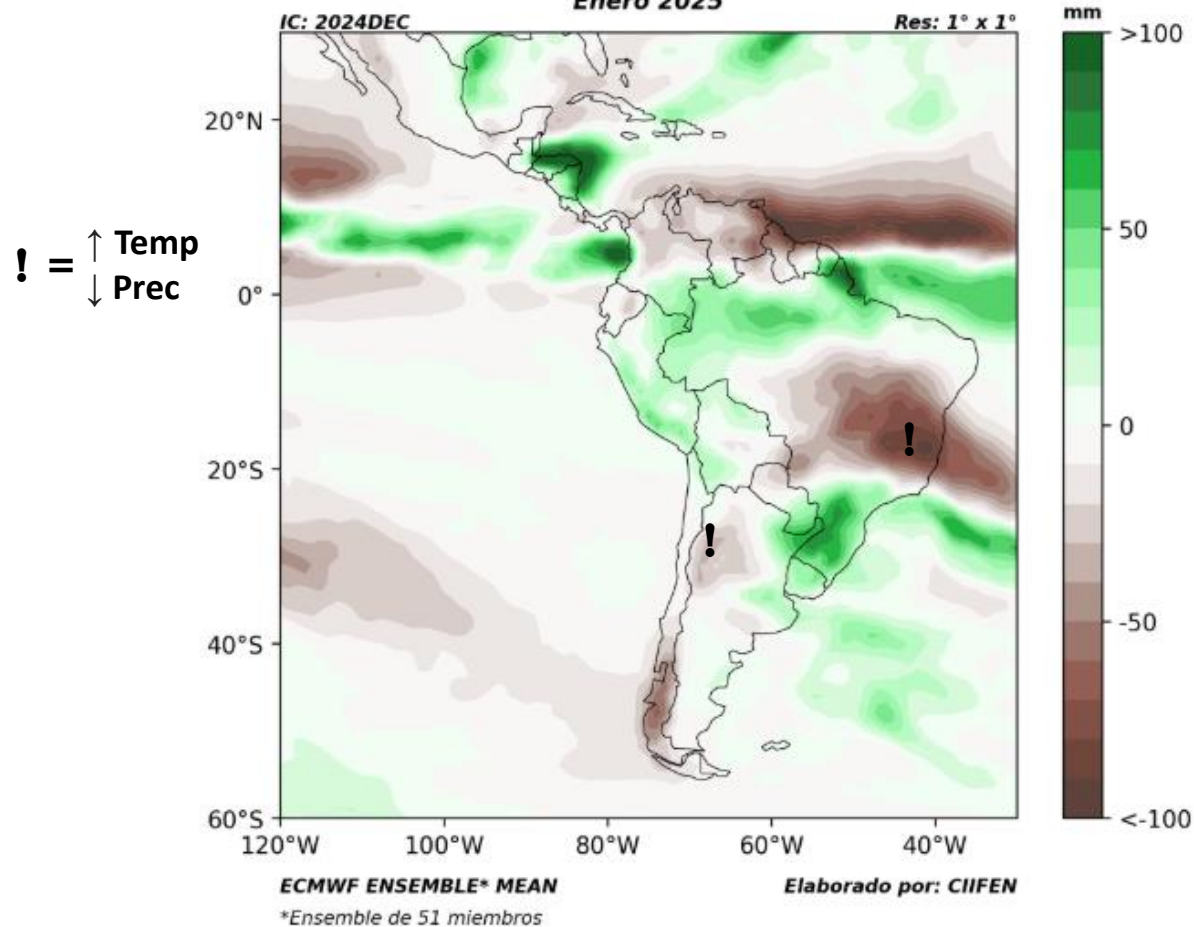 Enero 2025
IC: 2024DEC
Res: 1° x 1°
mm
>100
50
0
-50
<-100
20°N
0°
20°S
40°S
60°S
! = ↑ Temp
↓ Prec
!
!
120°W 100°W 80°W 60°W 40°W
ECMWF ENSEMBLE* MEAN
Elaborado por: CIIFEN
*Ensemble de 51 miembros